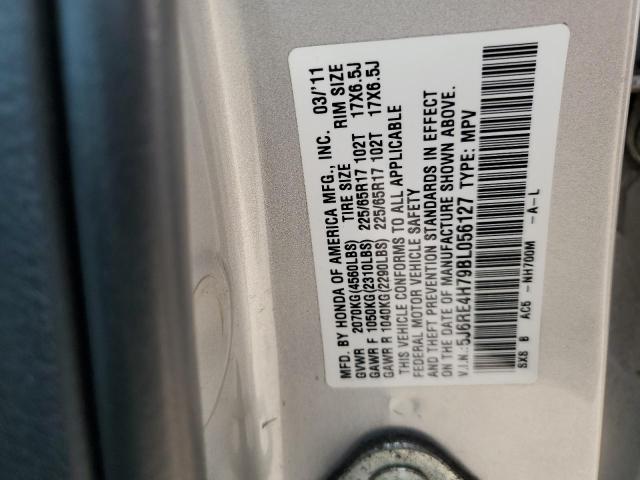 MFD. BY HONDA OF AMERICA MFG., INC. 03/'11
GVWR 2070KG(4560LBS) TIRE SIZE RIM SIZE
GAWR F 1050KG(2310LBS) 225/65R17 102T 17X6.5J
GAWR R 1040KG(2290LBS) 225/65R17 102T 17X6.5J
THIS VEHICLE CONFORMS TO ALL APPLICABLE
FEDERAL MOTOR VEHICLE SAFETY
AND THEFT PREVENTION STANDARDS IN EFFECT
ON THE DATE OF MANUFACTURE SHOWN ABOVE.
V.I.N.:5J6RE4H79BL056127 TYPE: MPV
SX8 B AC5 -NH700M -A-L